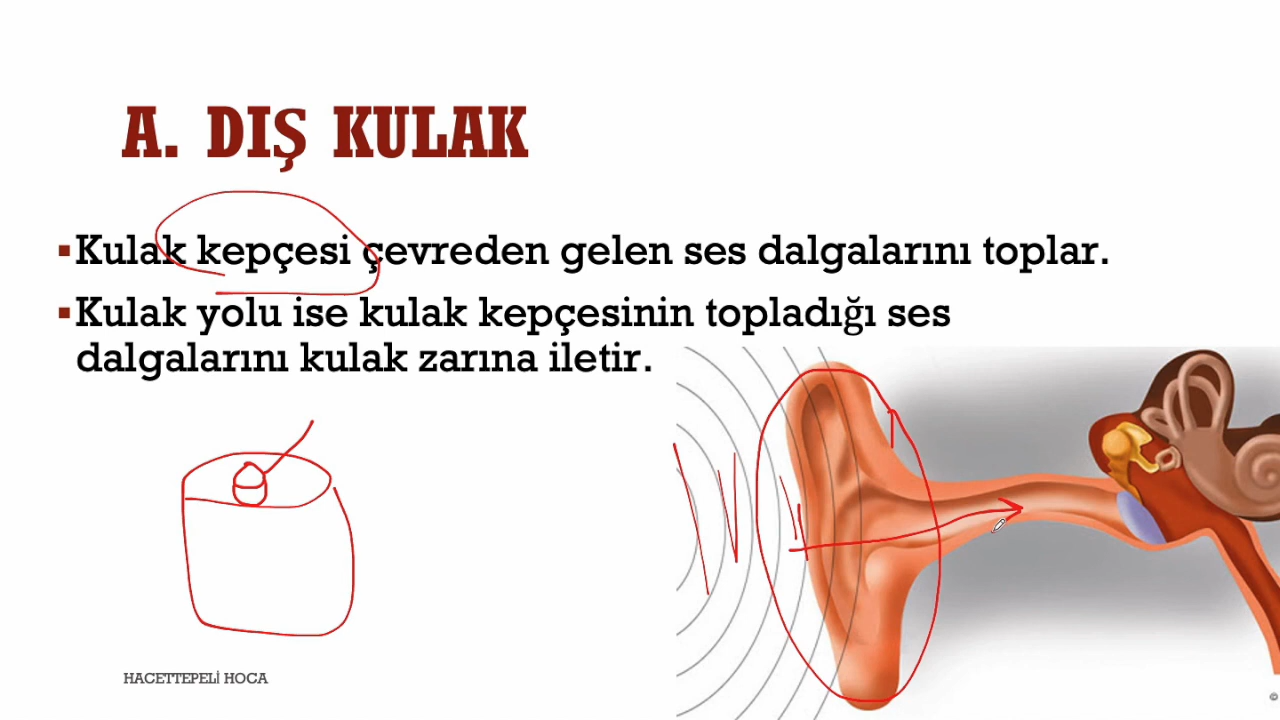 A. DIŞ KULAK
▪Kulak kepçesi çevreden gelen ses dalgalarını toplar.
▪Kulak yolu ise kulak kepçesinin topladığı ses
dalgalarını kulak zarına iletir.
HACETTEPELİ HOCA
©